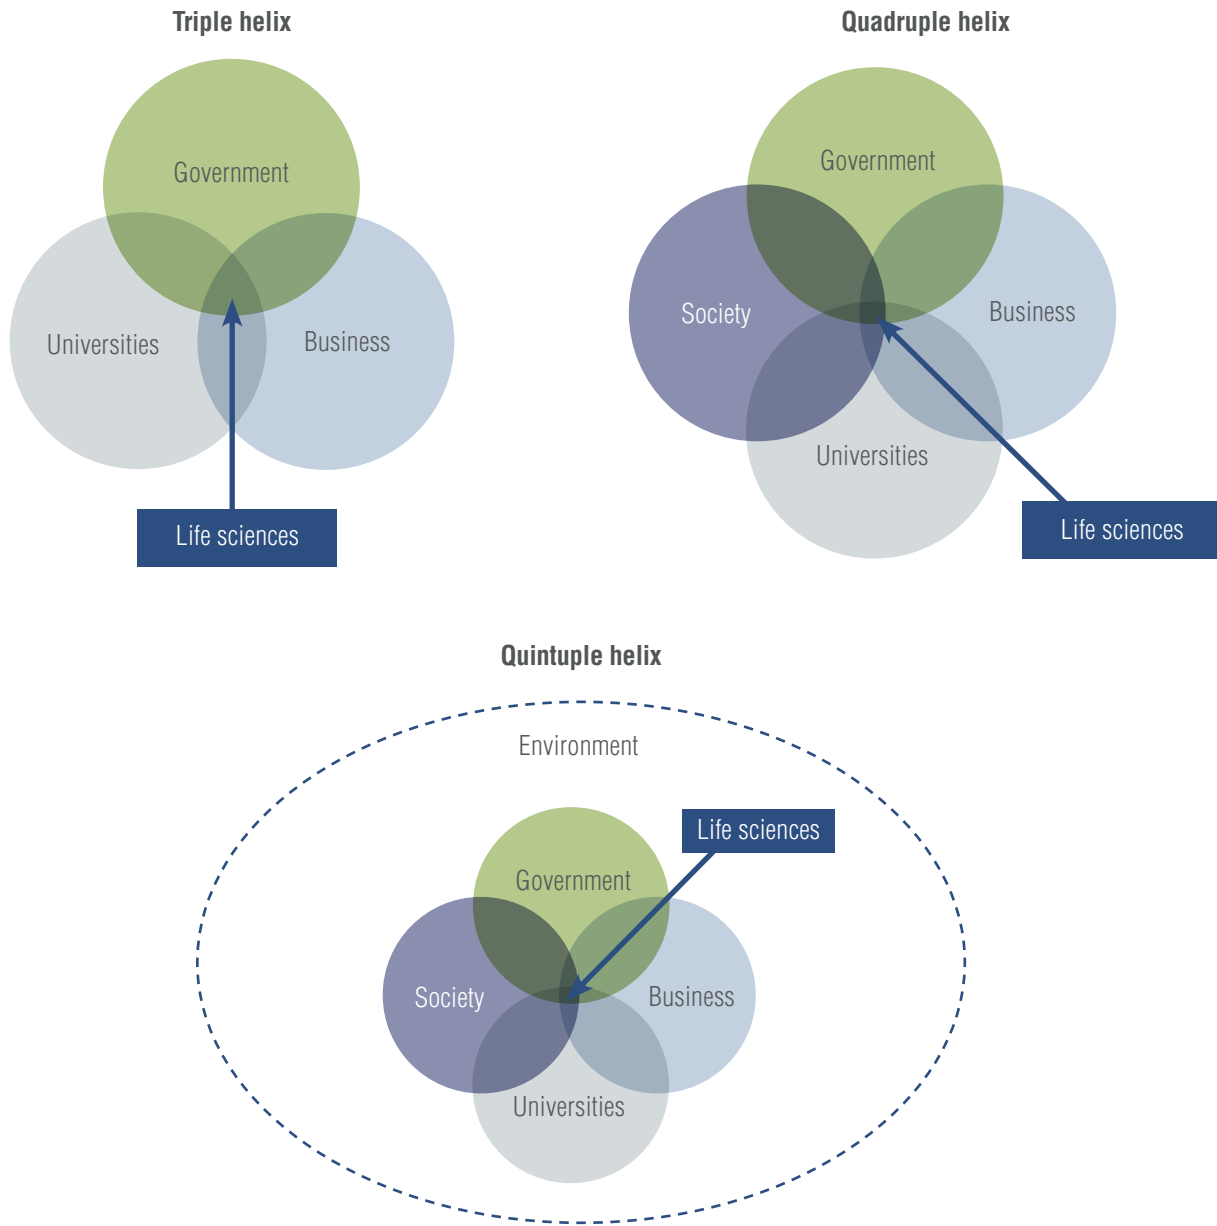 Triple helix
Government
Universities
Business
Life sciences
Quadruple helix
Government
Society
Business
Universities
Life sciences
Quintuple helix
Environment
Life sciences
Government
Society
Business
Universities